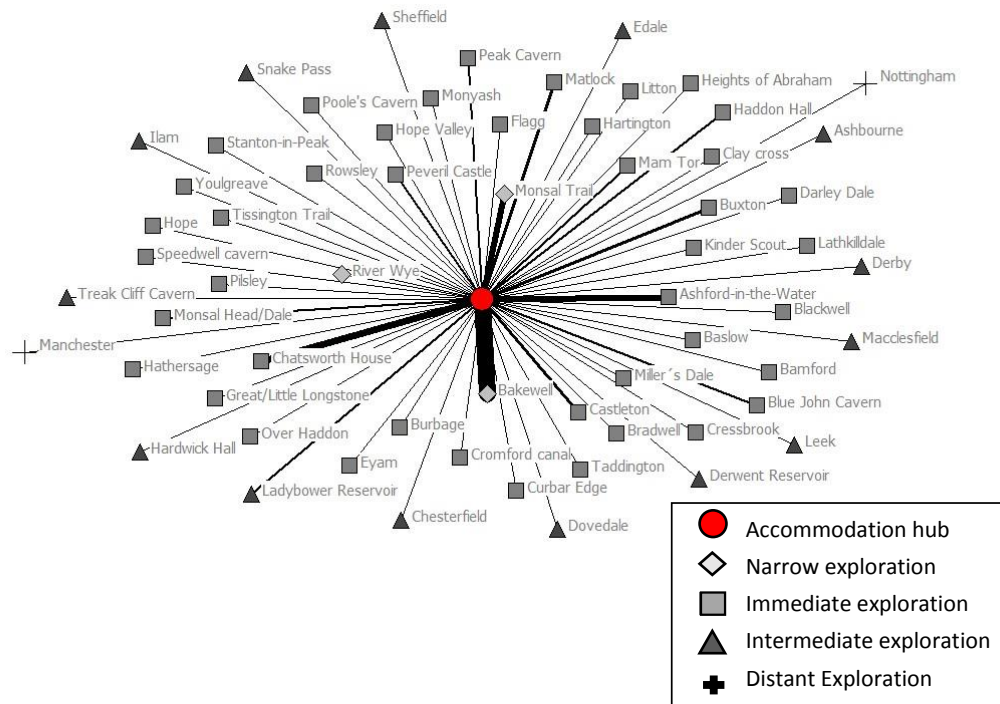 Sheffield
Edale
Peak Cavern
Snake Pass
Matlock
Heights of Abraham
Nottingham
Litton
Poole's Cavern
Monyash
Haddon Hall
Flagg
Hartington
Ashbourne
Hope Valley
Ilam
Stanton-in-Peak
Clay cross
Mam Tor
Rowsley
Peveril Castle
Youlgreave
Monsal Trail
Darley Dale
Buxton
Tissington Trail
Hope
Kinder Scout
Lathkilldale
Speedwell cavern
Derby
River Wye
Pilsley
Treak Cliff Cavern
Ashford-in-the-Water
Blackwell
Monsal Head/Dale
Baslow
Macclesfield
Manchester
Chatsworth House
Hathersage
Bamford
Miller´s Dale
Bakewell
Great/Little Longstone
Blue John Cavern
Castleton
Burbage
Bradwell
Cressbrook
Over Haddon
Leek
Hardwick Hall
Cromford canal
Eyam
Taddington
Derwent Reservoir
Ladybower Reservoir
Curbar Edge
Chesterfield
Dovedale
Accommodation hub
Narrow exploration
Immediate exploration
Intermediate exploration
Distant Exploration